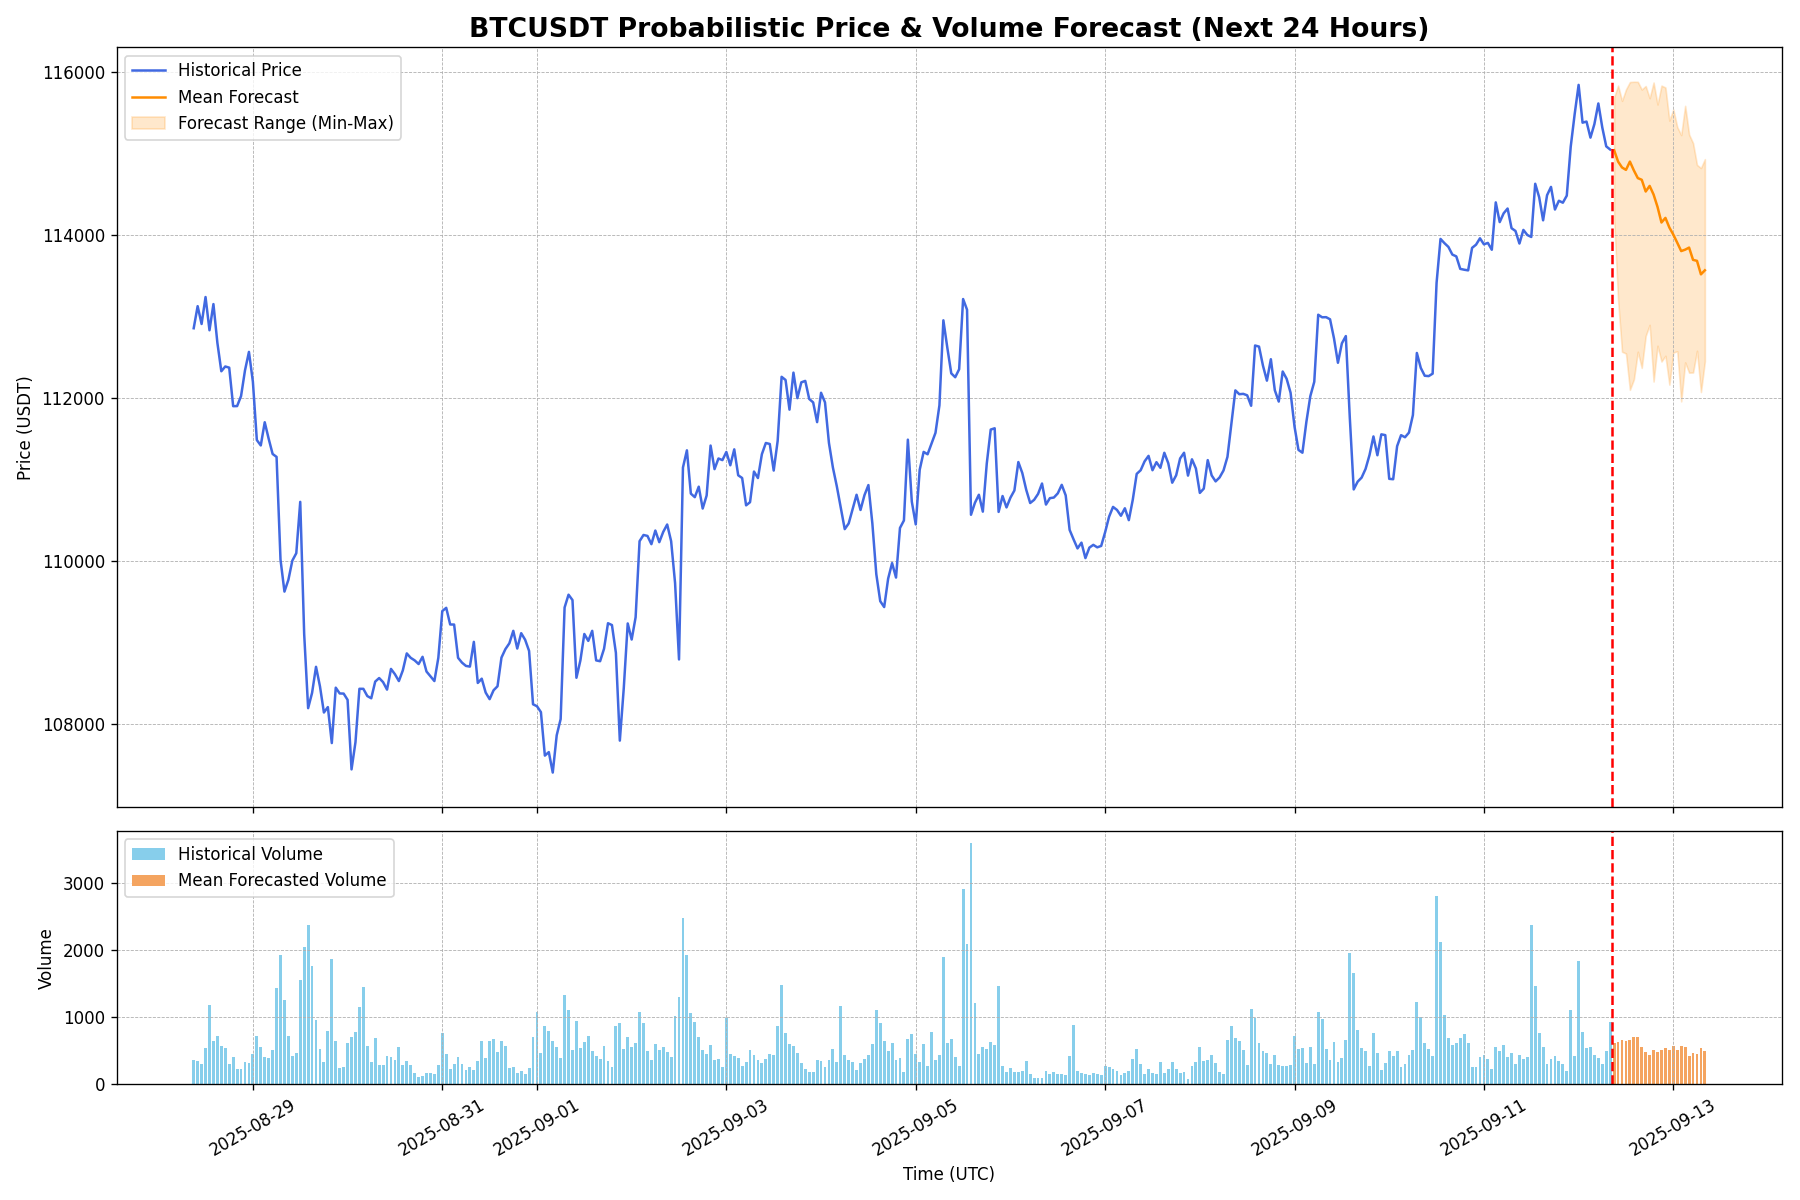 BTCUSDT Probabilistic Price & Volume Forecast (Next 24 Hours)
Historical Price
Mean Forecast
Forecast Range (Min-Max)
116000
114000
112000
110000
108000
Price (USDT)
Historical Volume
Mean Forecasted Volume
3000
2000
1000
0
Volume
2025-08-29
2025-08-31
2025-09-01
2025-09-03
2025-09-05
2025-09-07
2025-09-09
2025-09-11
2025-09-13
Time (UTC)